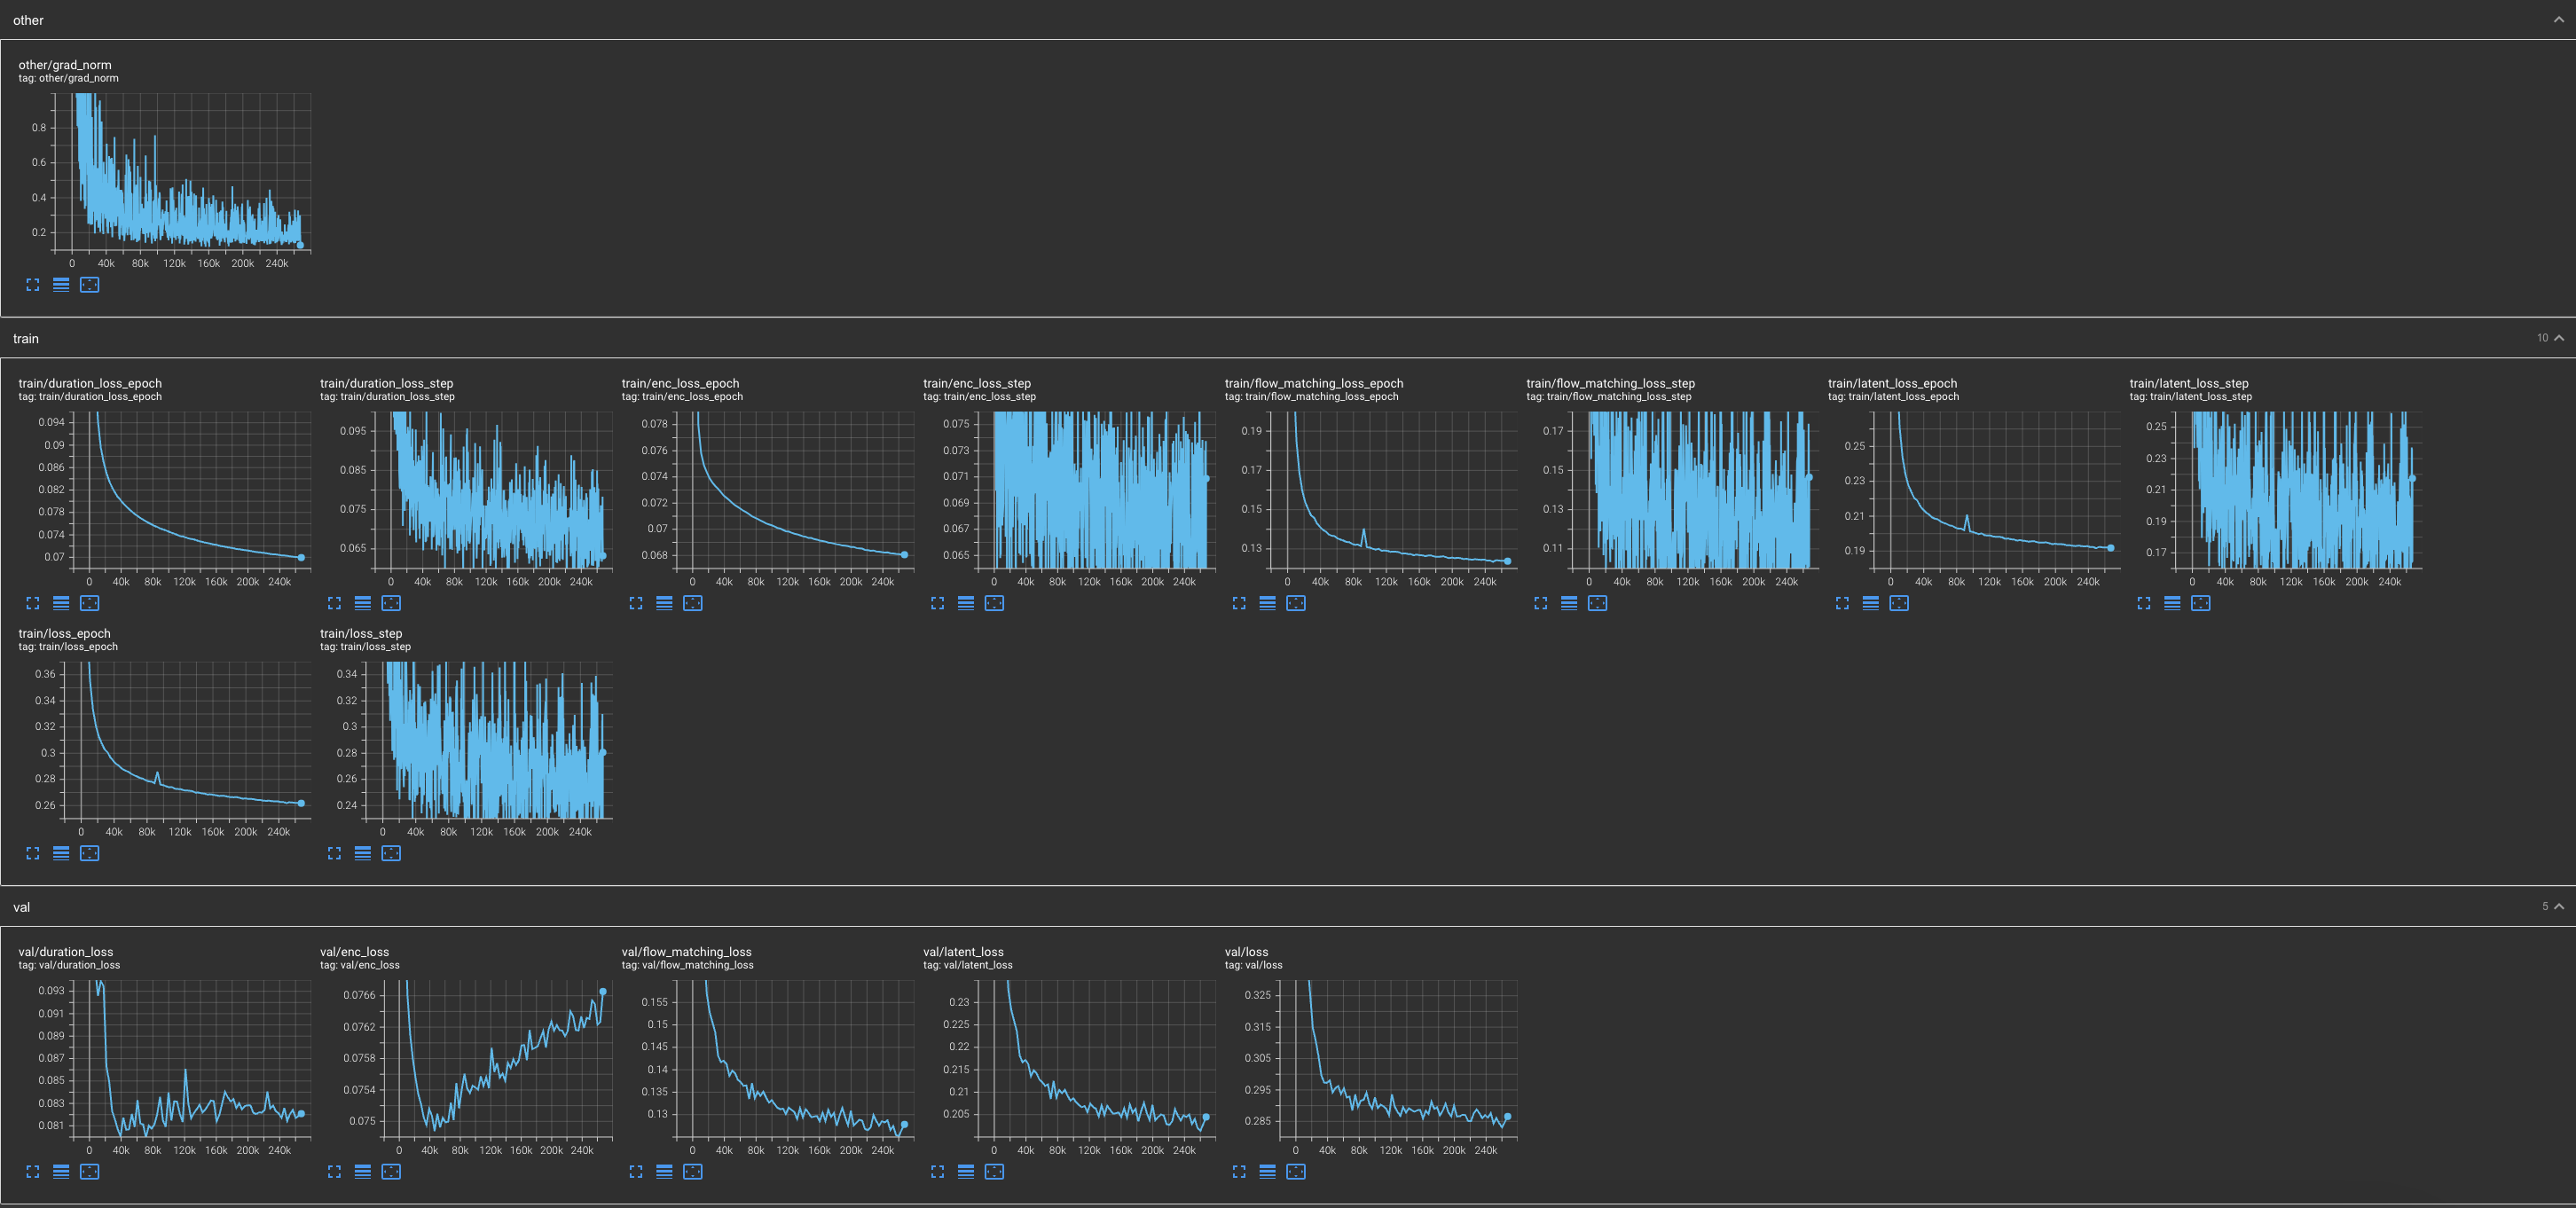 other
other/grad_norm
tag: other/grad_norm
0.8
0.6
0.4
0.2
0 40k 80k 120k 160k 200k 240k
train
10
train/duration_loss_epoch
tag: train/duration_loss_epoch
0.094
0.09
0.086
0.082
0.078
0.074
0.07
0 40k 80k 120k 160k 200k 240k
train/duration_loss_step
tag: train/duration_loss_step
0.095
0.085
0.075
0.065
0 40k 80k 120k 160k 200k 240k
train/enc_loss_epoch
tag: train/enc_loss_epoch
0.078
0.076
0.074
0.072
0.07
0.068
0 40k 80k 120k 160k 200k 240k
train/enc_loss_step
tag: train/enc_loss_step
0.075
0.073
0.071
0.069
0.067
0.065
0 40k 80k 120k 160k 200k 240k
train/flow_matching_loss_epoch
tag: train/flow_matching_loss_epoch
0.19
0.17
0.15
0.13
0 40k 80k 120k 160k 200k 240k
train/flow_matching_loss_step
tag: train/flow_matching_loss_step
0.17
0.15
0.13
0.11
0 40k 80k 120k 160k 200k 240k
train/latent_loss_epoch
tag: train/latent_loss_epoch
0.25
0.23
0.21
0.19
0 40k 80k 120k 160k 200k 240k
train/latent_loss_step
tag: train/latent_loss_step
0.25
0.23
0.21
0.19
0.17
0 40k 80k 120k 160k 200k 240k
train/loss_epoch
tag: train/loss_epoch
0.36
0.34
0.32
0.3
0.28
0.26
0 40k 80k 120k 160k 200k 240k
train/loss_step
tag: train/loss_step
0.34
0.32
0.3
0.28
0.26
0.24
0 40k 80k 120k 160k 200k 240k
val
5
val/duration_loss
tag: val/duration_loss
0.093
0.091
0.089
0.087
0.085
0.083
0.081
0 40k 80k 120k 160k 200k 240k
val/enc_loss
tag: val/enc_loss
0.0766
0.0762
0.0758
0.0754
0.075
0 40k 80k 120k 160k 200k 240k
val/flow_matching_loss
tag: val/flow_matching_loss
0.155
0.15
0.145
0.14
0.135
0.13
0 40k 80k 120k 160k 200k 240k
val/latent_loss
tag: val/latent_loss
0.23
0.225
0.22
0.215
0.21
0.205
0 40k 80k 120k 160k 200k 240k
val/loss
tag: val/loss
0.325
0.315
0.305
0.295
0.285
0 40k 80k 120k 160k 200k 240k